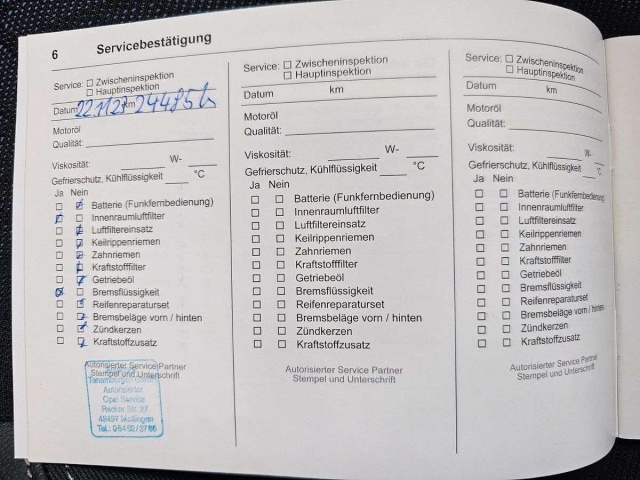 6 Servicebestätigung
Service: ☐ Zwischeninspektion
☐ Hauptinspektion
Datum 22.11.23 km 244856
Motoröl
Qualität:
Viskosität: W-
Gefrierschutz, Kühlflüssigkeit °C
Ja Nein
Batterie (Funkfernbedienung)
Innenraumluftfilter
Luftfiltereinsatz
Keilrippenriemen
Zahnriemen
Kraftstofffilter
Getriebeöl
Bremsflüssigkeit
Reifenreparaturset
Bremsbeläge vorn / hinten
Zündkerzen
Kraftstoffzusatz
Autorisierter Service Partner
Stempel und Unterschrift
Autorisierter
Opel Service
49497 Mettingen
Service: ☐ Zwischeninspektion
☐ Hauptinspektion
Datum km
Motoröl
Qualität:
Viskosität: W-
Gefrierschutz, Kühlflüssigkeit °C
Ja Nein
Batterie (Funkfernbedienung)
Innenraumluftfilter
Luftfiltereinsatz
Keilrippenriemen
Zahnriemen
Kraftstofffilter
Getriebeöl
Bremsflüssigkeit
Reifenreparaturset
Bremsbeläge vorn / hinten
Zündkerzen
Kraftstoffzusatz
Autorisierter Service Partner
Stempel und Unterschrift
Service: ☐ Zwischeninspektion
☐ Hauptinspektion
Datum km
Motoröl
Qualität:
Viskosität: W-
Gefrierschutz, Kühlflüssigkeit °C
Ja Nein
Batterie (Funkfernbedienung)
Innenraumluftfilter
Luftfiltereinsatz
Keilrippenriemen
Zahnriemen
Kraftstofffilter
Getriebeöl
Bremsflüssigkeit
Reifenreparaturset
Bremsbeläge vorn / hinten
Zündkerzen
Kraftstoffzusatz
Autorisierter Service Partner
Stempel und Unterschrift